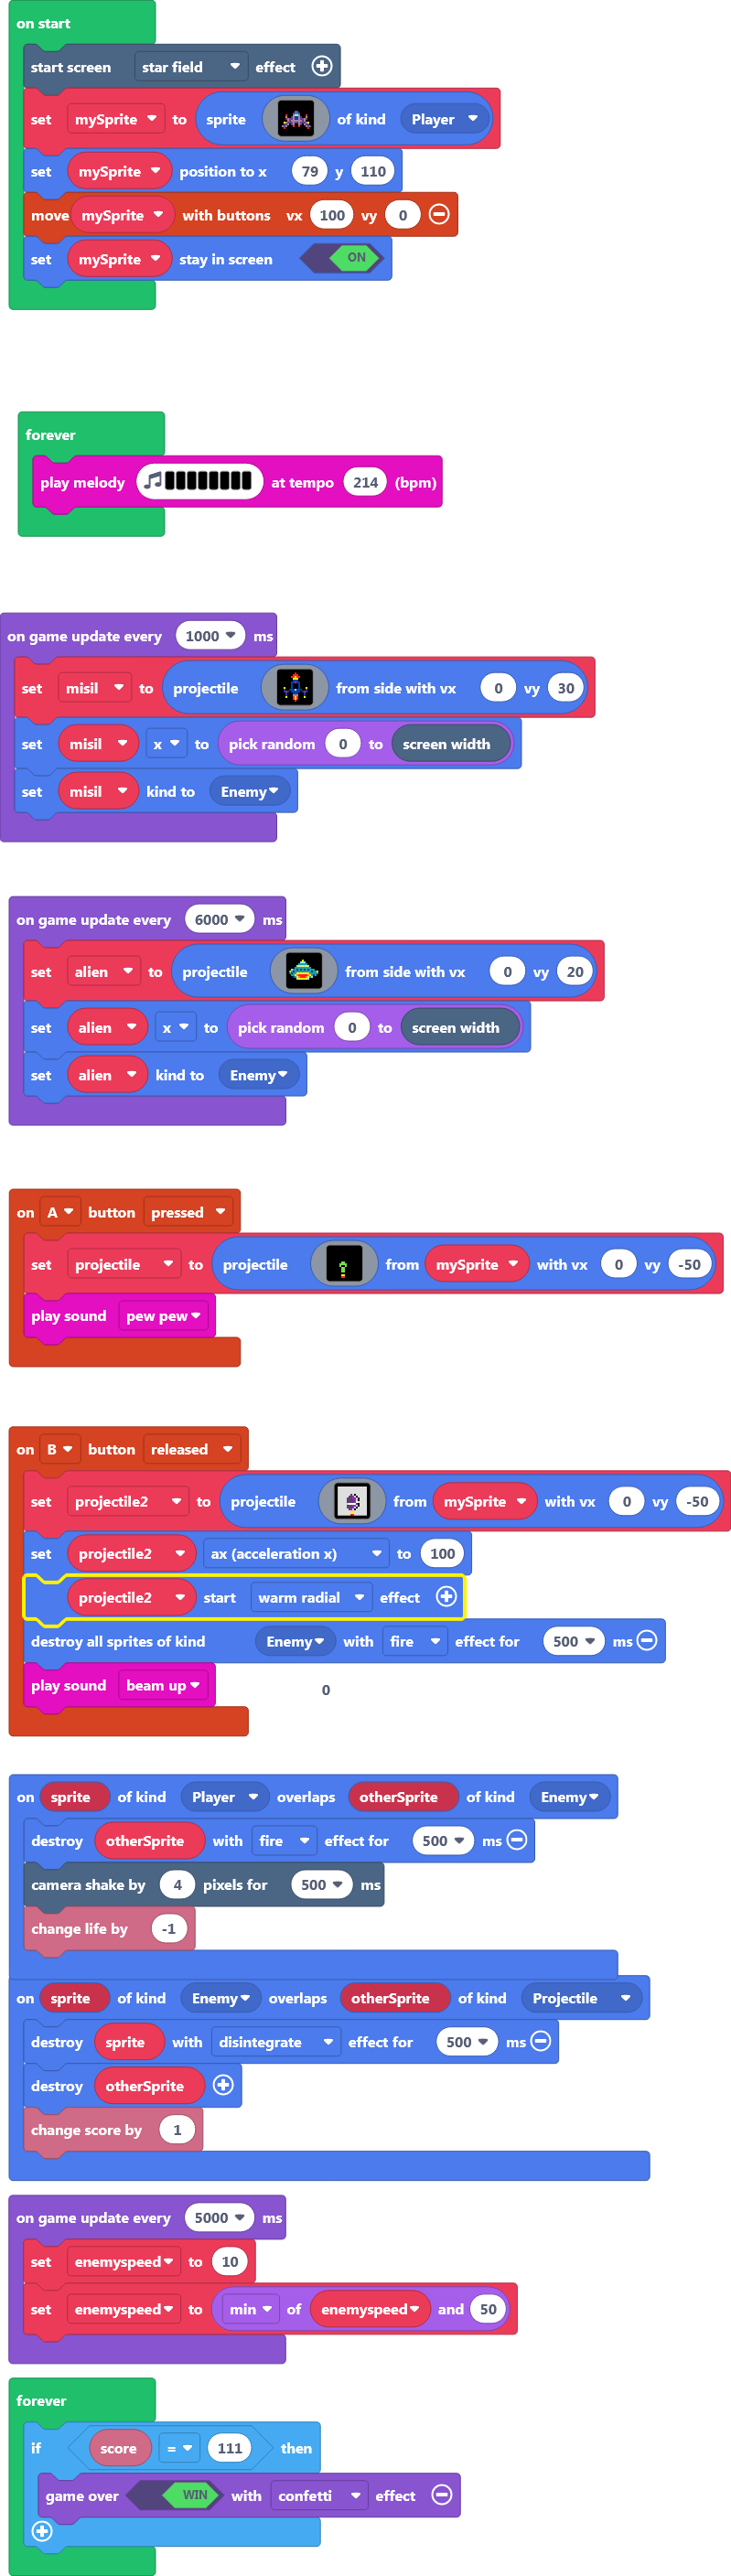 on start
start screen star field effect
set mySprite to sprite of kind Player
set mySprite position to x 79 y 110
move mySprite with buttons vx 100 vy 0
set mySprite stay in screen ON
forever
play melody at tempo 214 (bpm)
on game update every 1000 ms
set misil to projectile from side with vx 0 vy 30
set misil x to pick random 0 to screen width
set misil kind to Enemy
on game update every 6000 ms
set alien to projectile from side with vx 0 vy 20
set alien x to pick random 0 to screen width
set alien kind to Enemy
on A button pressed
set projectile to projectile from mySprite with vx 0 vy -50
play sound pew pew
on B button released
set projectile2 to projectile from mySprite with vx 0 vy -50
set projectile2 ax (acceleration x) to 100
projectile2 start warm radial effect
destroy all sprites of kind Enemy with fire effect for 500 ms
play sound beam up 0
on sprite of kind Player overlaps otherSprite of kind Enemy
destroy otherSprite with fire effect for 500 ms
camera shake by 4 pixels for 500 ms
change life by -1
on sprite of kind Enemy overlaps otherSprite of kind Projectile
destroy sprite with disintegrate effect for 500 ms
destroy otherSprite
change score by 1
on game update every 5000 ms
set enemyspeed to 10
set enemyspeed to min of enemyspeed and 50
forever
if score = 111 then
game over WIN with confetti effect